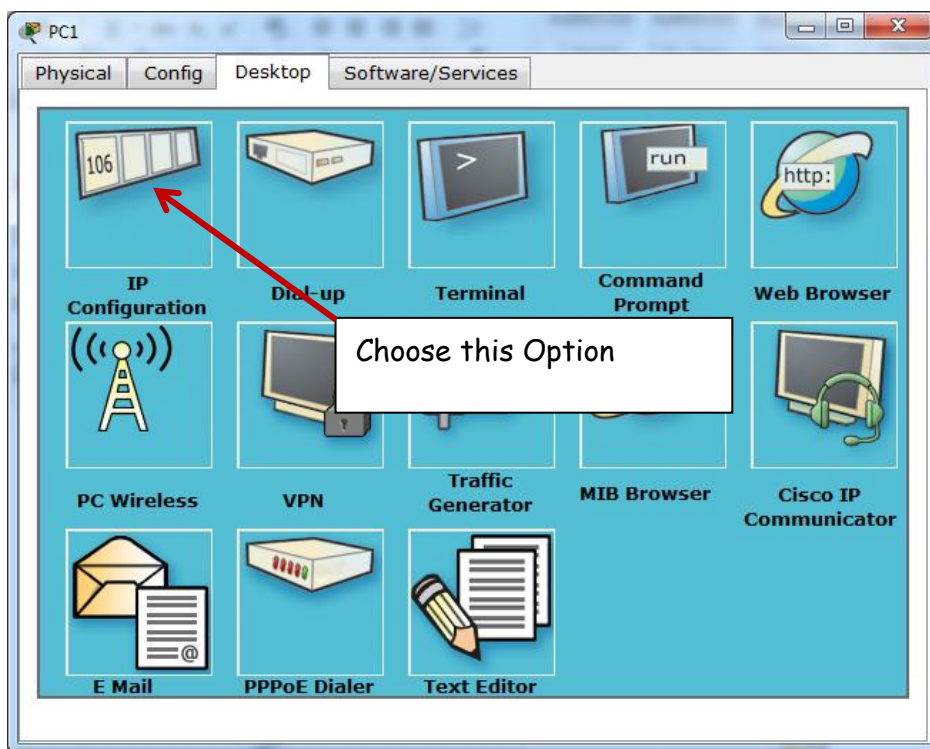 PC1
Physical Config Desktop Software/Services
106
>
run
http:
IP
Configuration
Dial-up
Terminal
Command
Prompt
Web Browser
Choose this Option
PC Wireless
VPN
Traffic
Generator
MIB Browser
Cisco IP
Communicator
@
E Mail
PPPoE Dialer
Text Editor